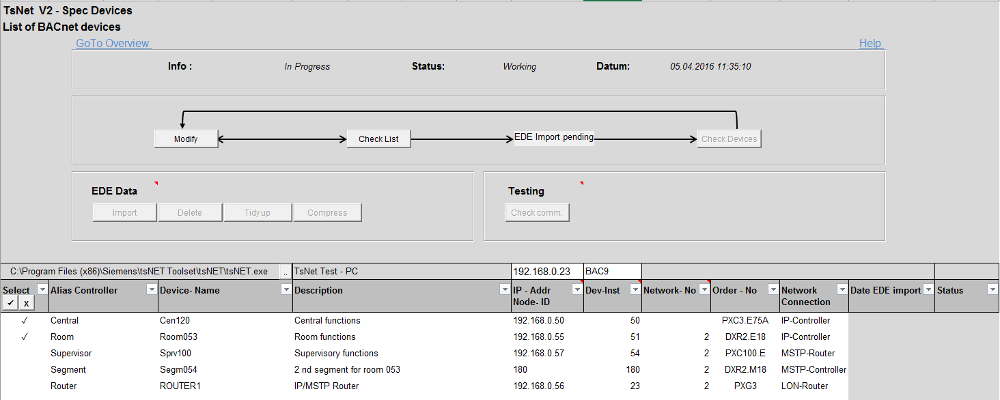 TsNet V2 - Spec Devices
List of BACnet devices
GoTo Overview Help
Info : In Progress Status: Working Datum: 05.04.2016 11:35:10
Modify Check List EDE Import pending Check Devices
EDE Data Testing
Import Delete Tidy up Compress Check comm.
C:\Program Files (x86)\Siemens\tsNET Toolset\tsNET\tsNET.exe .. TsNet Test - PC 192.168.0.23 BAC9
Select Alias Controller Device- Name Description IP - Addr Dev-Inst Network- No Order - No Network Date EDE import Status
✓ x Node- ID Connection
✓ Central Cen120 Central functions 192.168.0.50 50 PXC3.E75A IP-Controller
✓ Room Room053 Room functions 192.168.0.55 51 2 DXR2.E18 IP-Controller
Supervisor Sprv100 Supervisory functions 192.168.0.57 54 2 PXC100.E MSTP-Router
Segment Segm054 2 nd segment for room 053 180 180 2 DXR2.M18 MSTP-Controller
Router ROUTER1 IP/MSTP Router 192.168.0.56 23 2 PXG3 LON-Router